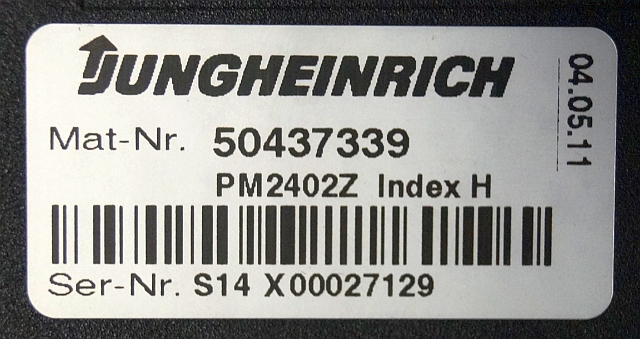 JUNGHEINRICH
Mat-Nr. 50437339
PM2402Z Index H
Ser-Nr. S14 X00027129
04.05.11